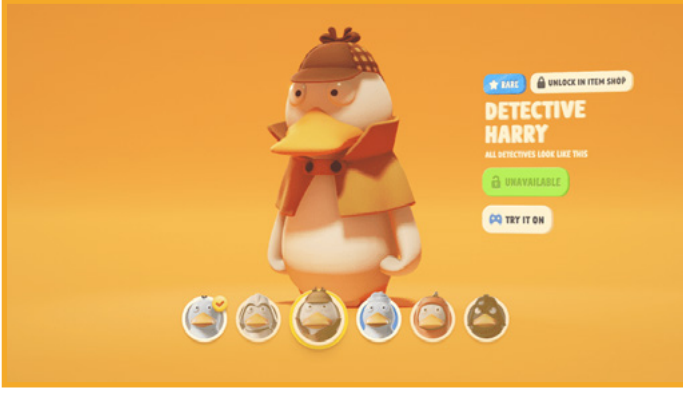 RARE
UNLOCK IN ITEM SHOP
DETECTIVE
HARRY
ALL DETECTIVES LOOK LIKE THIS
UNAVAILABLE
TRY IT ON